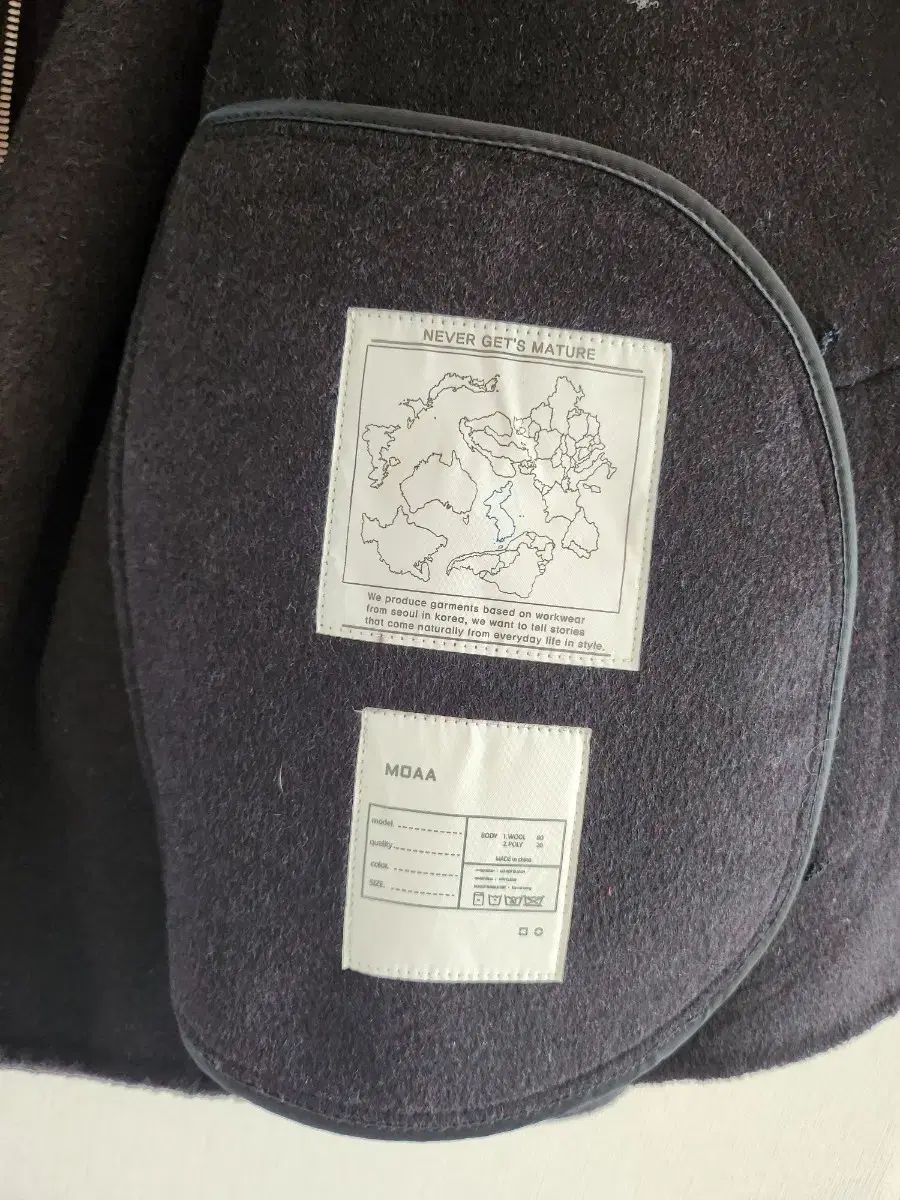 NEVER GET'S MATURE
We produce garments based on workwear
from seoul in korea, we want to tell stories
that come naturally from everyday life in style.
MOAA
model.
quality.
color.
SIZE.
BODY 1.WOOL 80
2.POLY 20
MADE in china